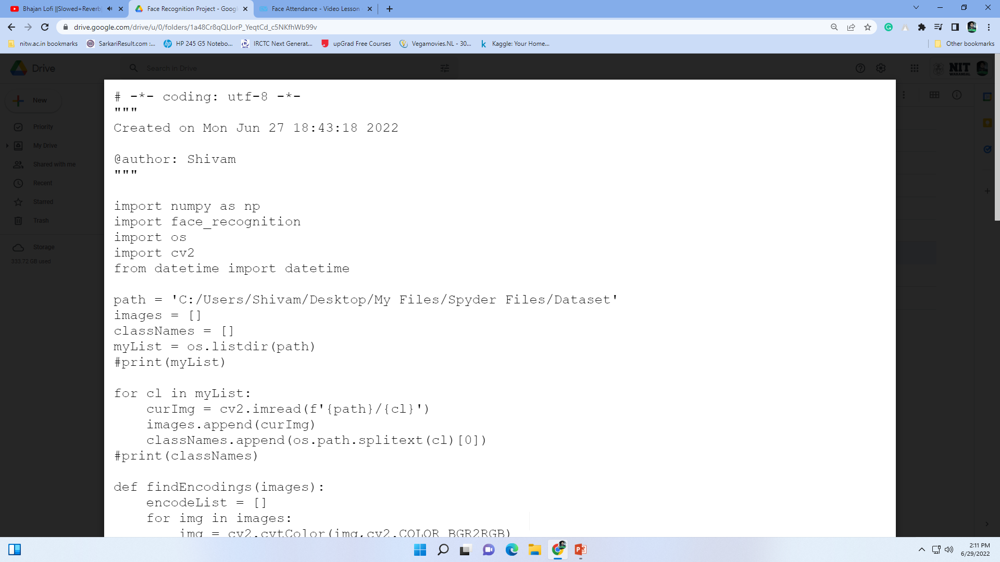 Bhajan Lofi ||Slowed+Reverb|
Face Recognition Project - Googl
Face Attendance - Video Lesson
drive.google.com/drive/u/0/folders/1a48Cr8qQLlorP_YeqtCd_c5NKfhWb99v
nitw.ac.in bookmarks
SarkariResult.com :...
HP 245 G5 Notebo...
IRCTC Next Generat...
upGrad Free Courses
Vegamovies.NL - 30...
Kaggle: Your Home...
Other bookmarks
Drive
Search in Drive
NIT
WARANGAL
New
Priority
My Drive
Shared with me
Recent
Starred
Trash
Storage
333.72 GB used
# -*- coding: utf-8 -*-
"""
Created on Mon Jun 27 18:43:18 2022
@author: Shivam
"""
import numpy as np
import face_recognition
import os
import cv2
from datetime import datetime
path = 'C:/Users/Shivam/Desktop/My Files/Spyder Files/Dataset'
images = []
classNames = []
myList = os.listdir(path)
#print(myList)
for cl in myList:
    curImg = cv2.imread(f'{path}/{cl}')
    images.append(curImg)
    classNames.append(os.path.splitext(cl)[0])
#print(classNames)
def findEncodings(images):
    encodeList = []
    for img in images:
        img = cv2.cvtColor(img,cv2.COLOR_BGR2RGB)
2:11 PM
6/29/2022